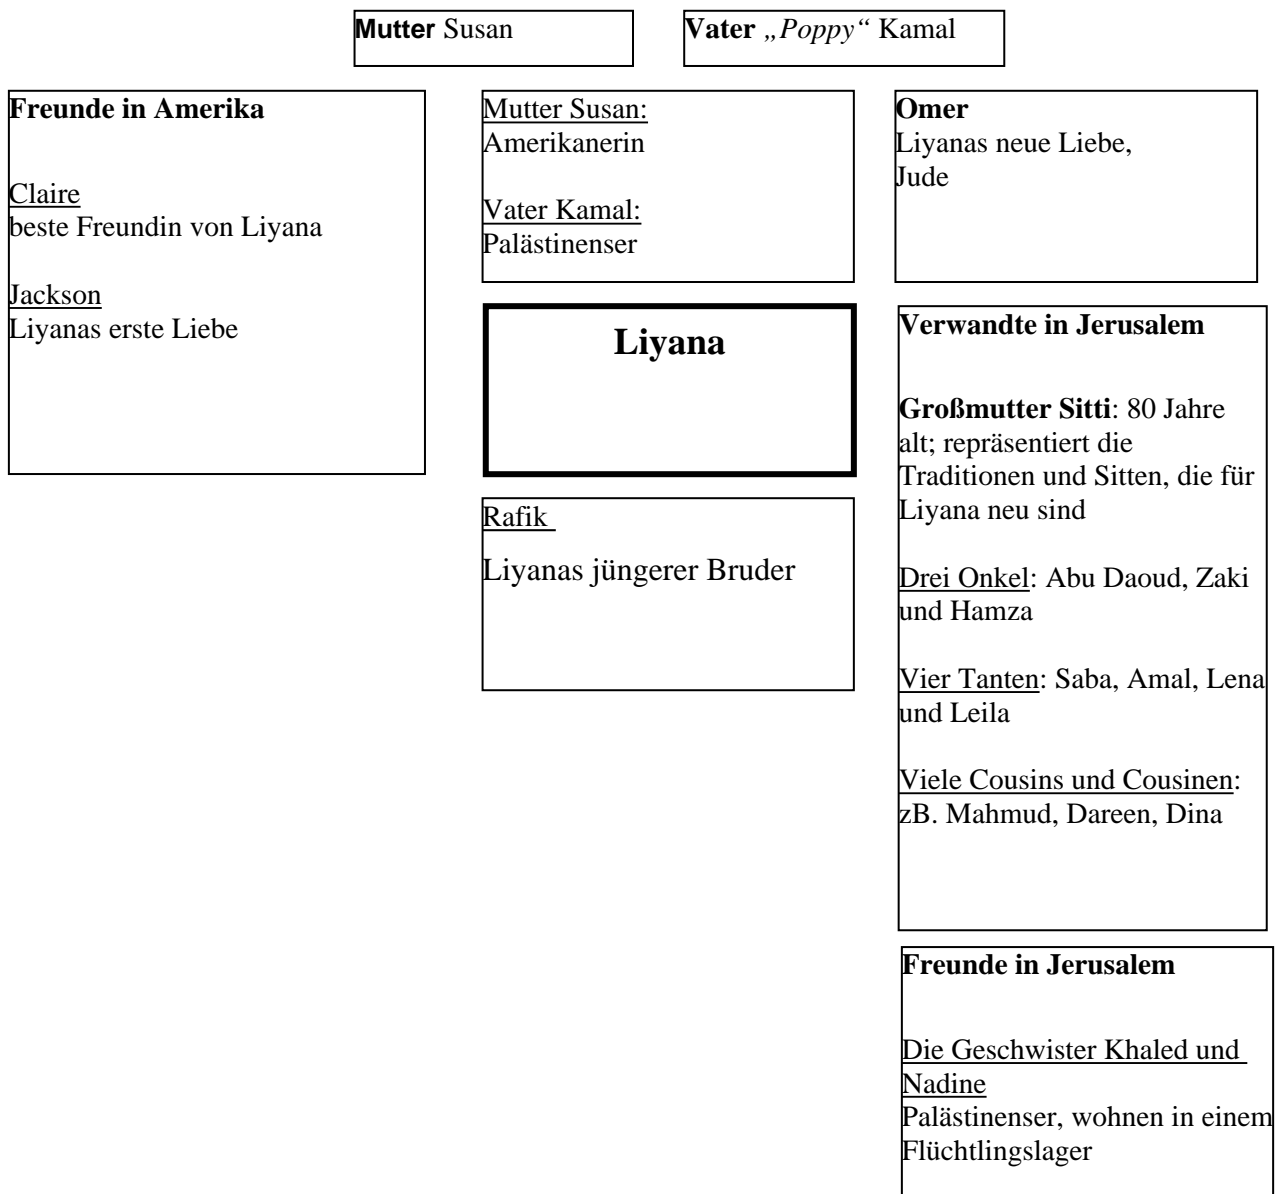 Mutter Susan
Vater „Poppy“ Kamal
Freunde in Amerika
Claire
beste Freundin von Liyana
Jackson
Liyanas erste Liebe
Mutter Susan:
Amerikanerin
Vater Kamal:
Palästinenser
Omer
Liyanas neue Liebe,
Jude
Liyana
Rafik
Liyanas jüngerer Bruder
Verwandte in Jerusalem
Großmutter Sitti: 80 Jahre
alt; repräsentiert die
Traditionen und Sitten, die für
Liyana neu sind
Drei Onkel: Abu Daoud, Zaki
und Hamza
Vier Tanten: Saba, Amal, Lena
und Leila
Viele Cousins und Cousinen:
zB. Mahmud, Dareen, Dina
Freunde in Jerusalem
Die Geschwister Khaled und
Nadine
Palästinenser, wohnen in einem
Flüchtlingslager